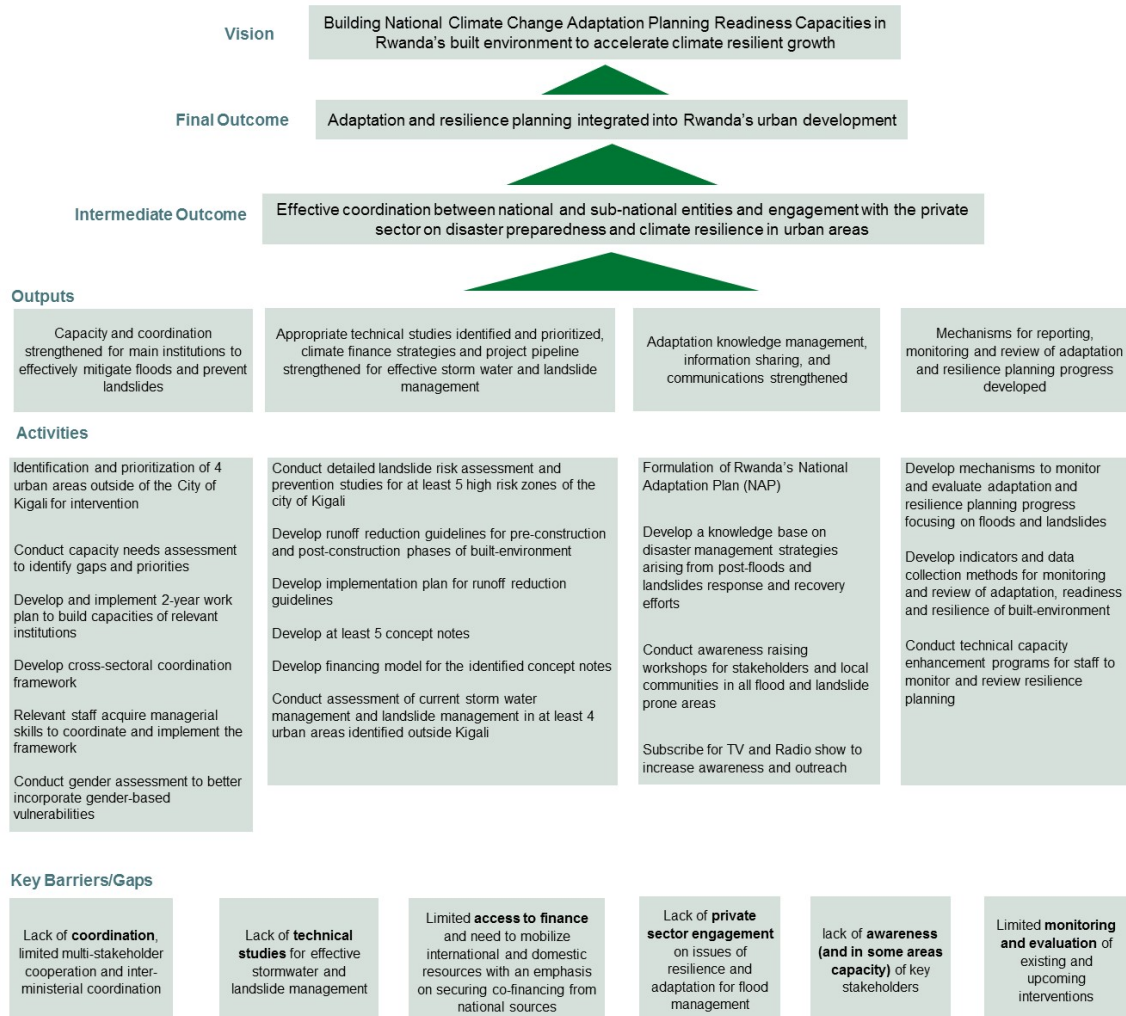 Vision
Building National Climate Change Adaptation Planning Readiness Capacities in
Rwanda's built environment to accelerate climate resilient growth
Final Outcome
Adaptation and resilience planning integrated into Rwanda's urban development
Intermediate Outcome
Effective coordination between national and sub-national entities and engagement with the private
sector on disaster preparedness and climate resilience in urban areas
Outputs
Capacity and coordination
strengthened for main institutions to
effectively mitigate floods and prevent
landslides
Appropriate technical studies identified and prioritized,
climate finance strategies and project pipeline
strengthened for effective storm water and landslide
management
Adaptation knowledge management,
information sharing, and
communications strengthened
Mechanisms for reporting,
monitoring and review of adaptation
and resilience planning progress
developed
Activities
Identification and prioritization of 4
urban areas outside of the City of
Kigali for intervention
Conduct capacity needs assessment
to identify gaps and priorities
Develop and implement 2-year work
plan to build capacities of relevant
institutions
Develop cross-sectoral coordination
framework
Relevant staff acquire managerial
skills to coordinate and implement the
framework
Conduct gender assessment to better
incorporate gender-based
vulnerabilities
Conduct detailed landslide risk assessment and
prevention studies for at least 5 high risk zones of the
city of Kigali
Develop runoff reduction guidelines for pre-construction
and post-construction phases of built-environment
Develop implementation plan for runoff reduction
guidelines
Develop at least 5 concept notes
Develop financing model for the identified concept notes
Conduct assessment of current storm water
management and landslide management in at least 4
urban areas identified outside Kigali
Formulation of Rwanda's National
Adaptation Plan (NAP)
Develop a knowledge base on
disaster management strategies
arising from post-floods and
landslides response and recovery
efforts
Conduct awareness raising
workshops for stakeholders and local
communities in all flood and landslide
prone areas
Subscribe for TV and Radio show to
increase awareness and outreach
Develop mechanisms to monitor
and evaluate adaptation and
resilience planning progress
focusing on floods and landslides
Develop indicators and data
collection methods for monitoring
and review of adaptation, readiness
and resilience of built-environment
Conduct technical capacity
enhancement programs for staff to
monitor and review resilience
planning
Key Barriers/Gaps
Lack of coordination,
limited multi-stakeholder
cooperation and inter-
ministerial coordination
Lack of technical
studies for effective
stormwater and
landslide management
Limited access to finance
and need to mobilize
international and domestic
resources with an emphasis
on securing co-financing from
national sources
Lack of private
sector engagement
on issues of
resilience and
adaptation for flood
management
lack of awareness
(and in some areas
capacity) of key
stakeholders
Limited monitoring
and evaluation of
existing and
upcoming
interventions